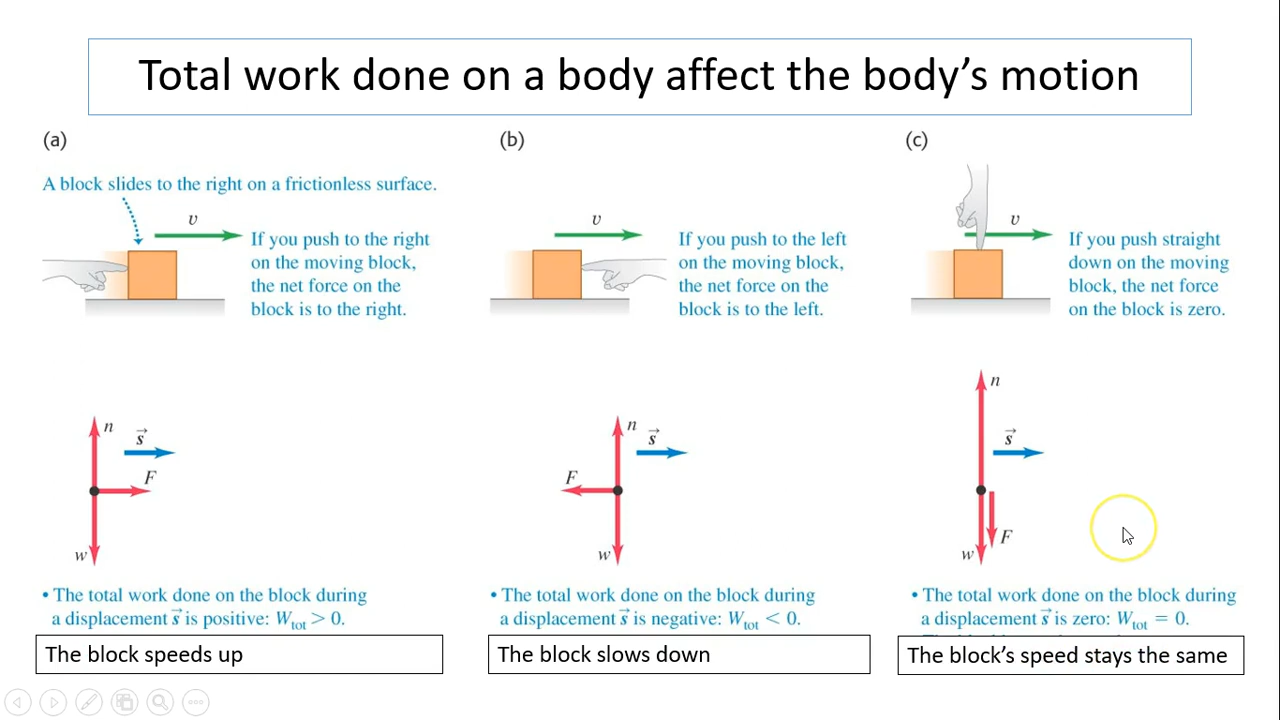 Total work done on a body affect the body’s motion
(a)
A block slides to the right on a frictionless surface.
v
If you push to the right
on the moving block,
the net force on the
block is to the right.
n
s⃗
F
w
• The total work done on the block during
a displacement s⃗ is positive: Wtot > 0.
The block speeds up
(b)
v
If you push to the left
on the moving block,
the net force on the
block is to the left.
n
s⃗
F
w
• The total work done on the block during
a displacement s⃗ is negative: Wtot < 0.
The block slows down
(c)
v
If you push straight
down on the moving
block, the net force
on the block is zero.
n
s⃗
F
w
• The total work done on the block during
a displacement s⃗ is zero: Wtot = 0.
The block’s speed stays the same